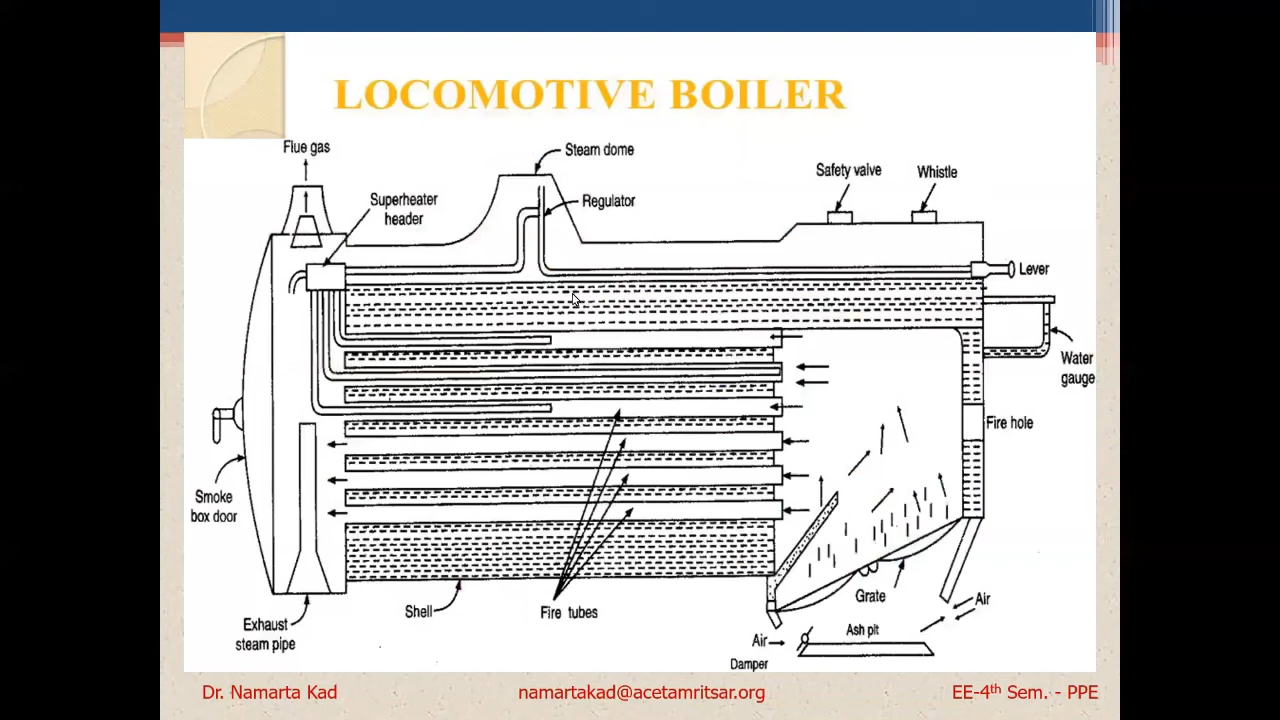 LOCOMOTIVE BOILER
Flue gas
Steam dome
Safety valve
Whistle
Superheater
header
Regulator
Lever
Water
gauge
Fire hole
Smoke
box door
Grate
Air
Shell
Fire tubes
Exhaust
steam pipe
Ash pit
Air
Damper
Dr. Namarta Kad
namartakad@acetamritsar.org
EE-4th Sem. - PPE